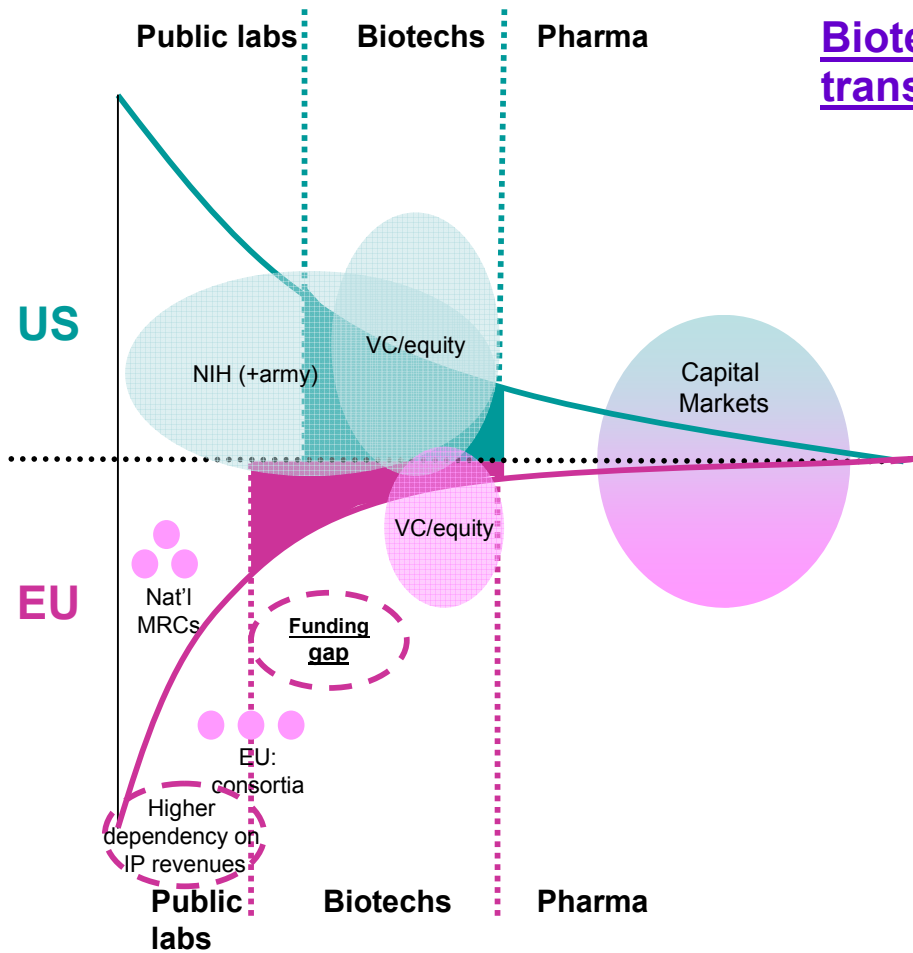 Public labs
Biotechs
Pharma
US
NIH (+army)
VC/equity
Capital
Markets
VC/equity
EU
Nat'l
MRCs
Funding
gap
EU:
consortia
Higher
dependency on
IP revenues
Public
labs
Biotechs
Pharma